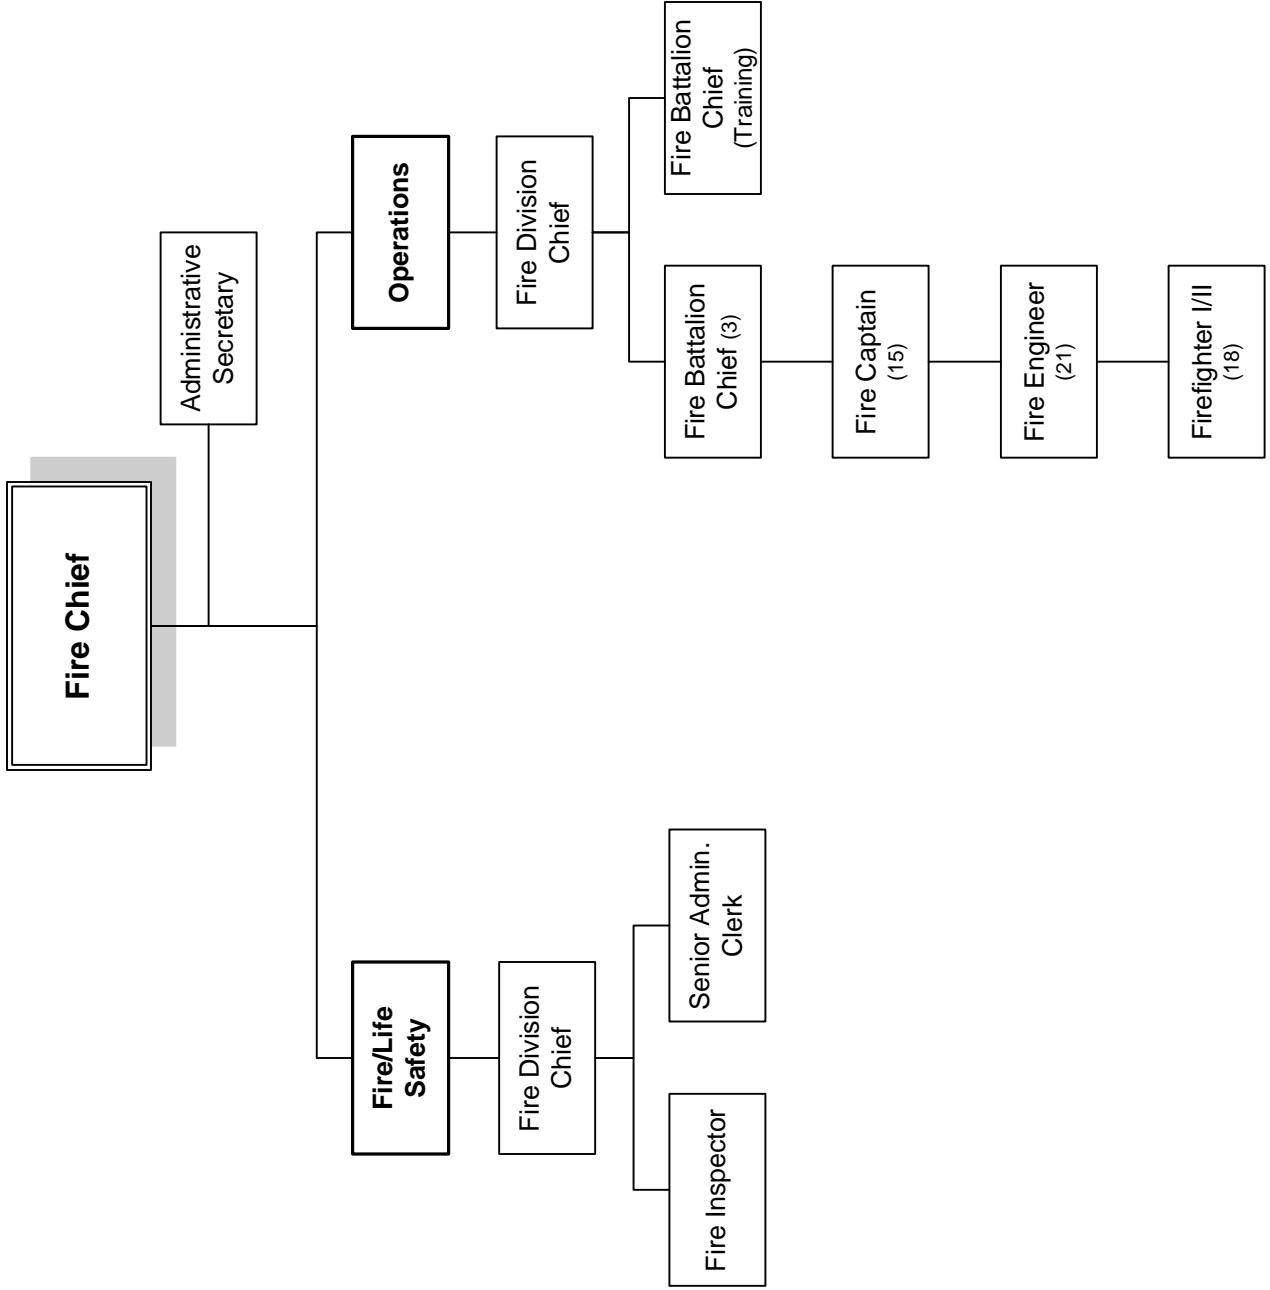 Fire Chief
Administrative
Secretary
Fire/Life
Safety
Operations
Fire Division
Chief
Fire Division
Chief
Fire Inspector
Senior Admin.
Clerk
Fire Battalion
Chief (3)
Fire Battalion
Chief
(Training)
Fire Captain
(15)
Fire Engineer
(21)
Firefighter I/II
(18)